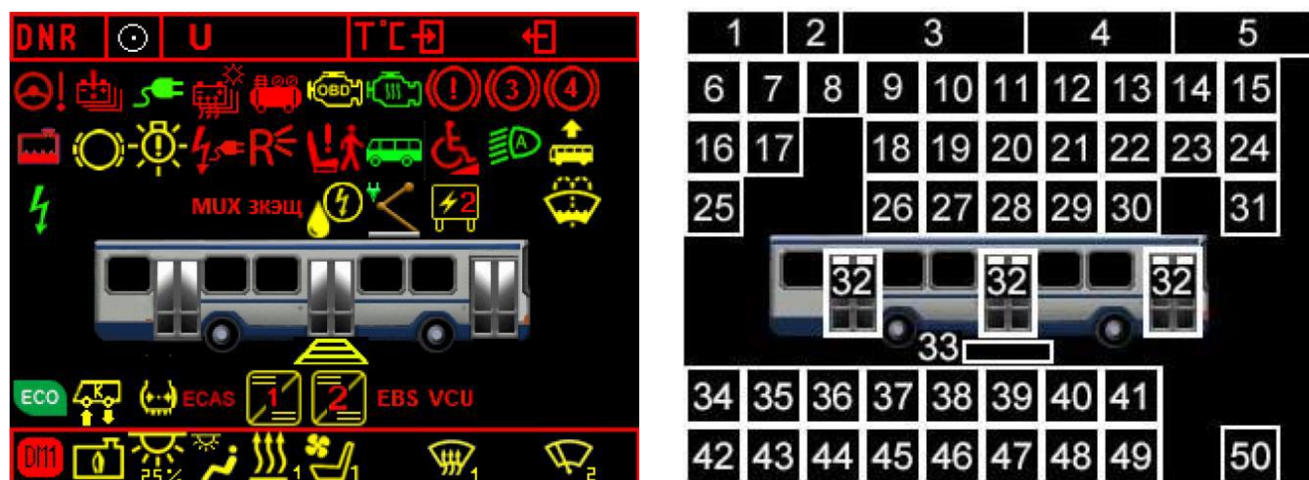 DNR U T°C
OBD ! 3 4
! R ! A
MUX ЗКЭЩ 2
ECO K ECAS 1 2 EBS VCU
DM1 25% 1 1 1 2
1 2 3 4 5
6 7 8 9 10 11 12 13 14 15
16 17 18 19 20 21 22 23 24
25 26 27 28 29 30 31
32 32 32
33
34 35 36 37 38 39 40 41
42 43 44 45 46 47 48 49 50